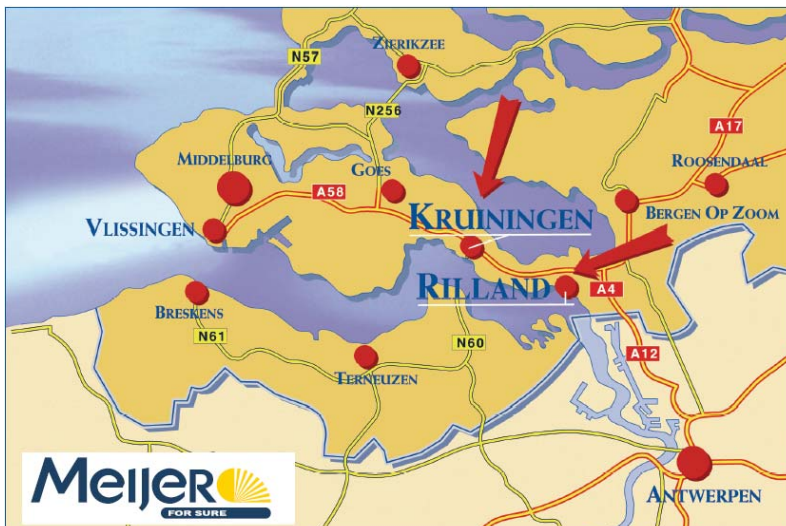 ZIERIKZEE
N57
N256
A17
MIDDELBURG
GOES
ROOSENDAAL
A58
BERGEN OP ZOOM
KRUININGEN
VLISSINGEN
RILLAND
A4
BRESKENS
N61
N60
A12
TERNEUZEN
MEIJER
FOR SURE
ANTWERPEN